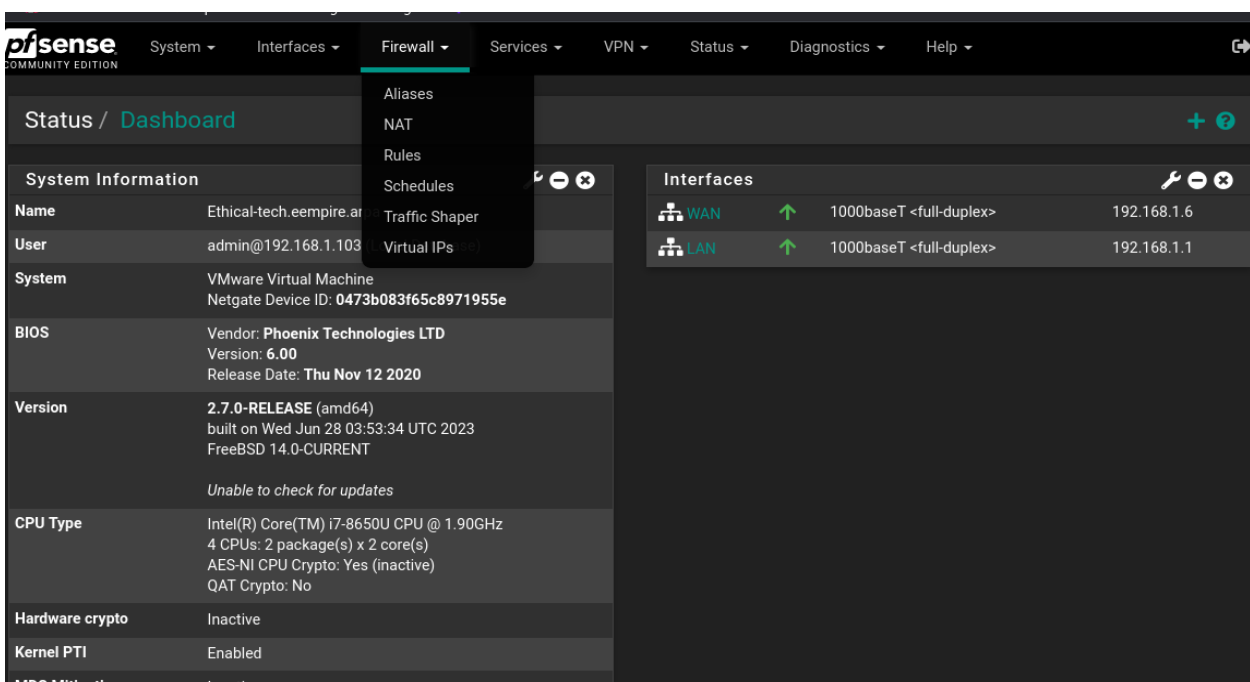 pfsense System Interfaces Firewall Services VPN Status Diagnostics Help
COMMUNITY EDITION
Aliases
NAT
Rules
Schedules
Traffic Shaper
Virtual IPs
Status / Dashboard
System Information
Name Ethical-tech.eempire.arpa
User admin@192.168.1.103
System VMware Virtual Machine
Netgate Device ID: 0473b083f65c8971955e
BIOS Vendor: Phoenix Technologies LTD
Version: 6.00
Release Date: Thu Nov 12 2020
Version 2.7.0-RELEASE (amd64)
built on Wed Jun 28 03:53:34 UTC 2023
FreeBSD 14.0-CURRENT
Unable to check for updates
CPU Type Intel(R) Core(TM) i7-8650U CPU @ 1.90GHz
4 CPUs: 2 package(s) x 2 core(s)
AES-NI CPU Crypto: Yes (inactive)
QAT Crypto: No
Hardware crypto Inactive
Kernel PTI Enabled
Interfaces
WAN 1000baseT <full-duplex> 192.168.1.6
LAN 1000baseT <full-duplex> 192.168.1.1